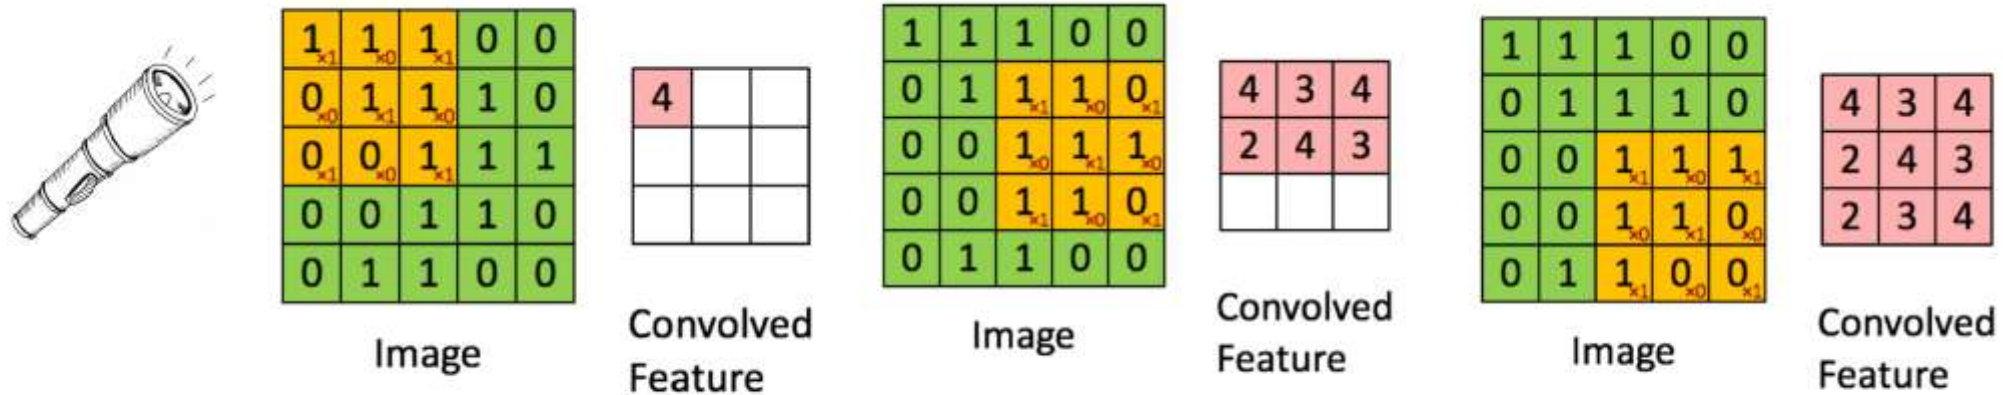 1×1 1×0 1×1 0 0
0×0 1×1 1×0 1 0
0×1 0×0 1×1 1 1
0 0 1 1 0
0 1 1 0 0
Image
4
Convolved
Feature
1 1 1 0 0
0 1 1×1 1×0 0×1
0 0 1×0 1×1 1×0
0 0 1×1 1×0 0×1
0 1 1 0 0
Image
4 3 4
2 4 3
Convolved
Feature
1 1 1 0 0
0 1 1 1 0
0 0 1×1 1×0 1×1
0 0 1×0 1×1 0×0
0 1 1×1 0×0 0×1
Image
4 3 4
2 4 3
2 3 4
Convolved
Feature